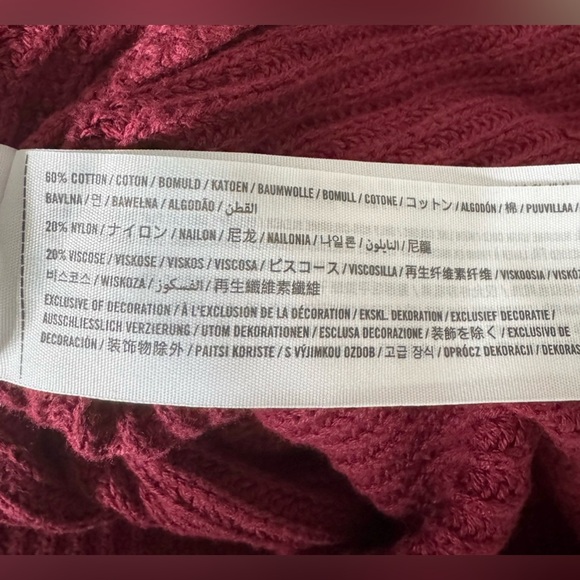 60% COTTON / COTON / BOMULD / KATOEN / BAUMWOLLE / BOMULL / COTONE / コットン / ALGODÓN / 棉 / PUUVILLAA /
BAVLNA / 면 / BAWEŁNA / ALGODÃO / القطن
20% NYLON / ナイロン / NAILON / 尼龙 / NAILONIA / 나일론 / النايلون / 尼龍
20% VISCOSE / VISKOSE / VISKOS / VISCOSA / ビスコース / VISCOSILLA / 再生纤维素纤维 / VISKOOSIA / VISKÓZ
비스코스 / WISKOZA / الفسكوز / 再生纖維素纖維
EXCLUSIVE OF DECORATION / À L'EXCLUSION DE LA DÉCORATION / EKSKL. DEKORATION / EXCLUSIEF DECORATIE /
AUSSCHLIESSLICH VERZIERUNG / UTOM DEKORATIONEN / ESCLUSA DECORAZIONE / 装飾を除く / EXCLUSIVO DE
DECORACIÓN / 装饰物除外 / PAITSI KORISTE / S VÝJIMKOU OZDOB / 고급 장식 / OPRÓCZ DEKORACJI / DEKORAS